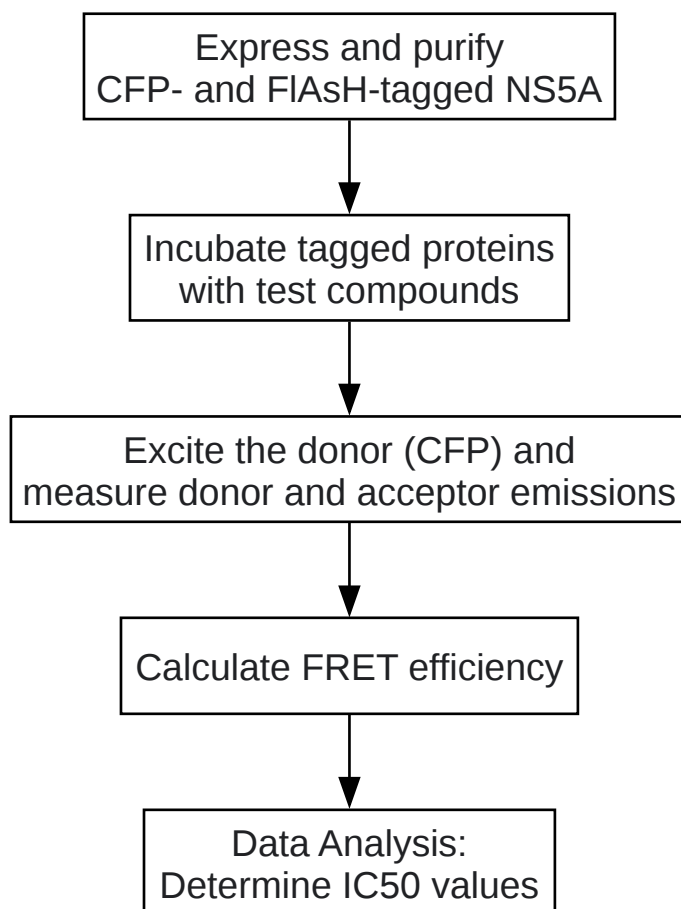 Express and purify
CFP- and FlAsH-tagged NS5A
Incubate tagged proteins
with test compounds
Excite the donor (CFP) and
measure donor and acceptor emissions
Calculate FRET efficiency
Data Analysis:
Determine IC50 values